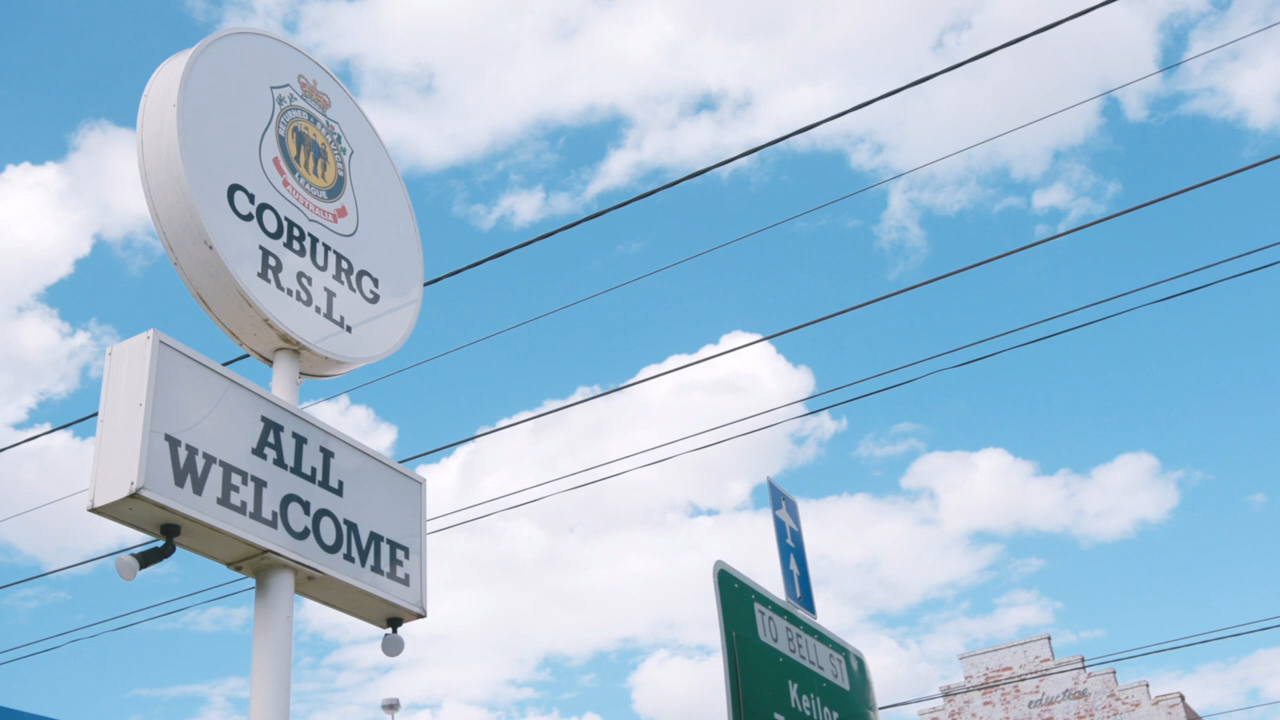 RETURNED & SERVICES
LEAGUE
AUSTRALIA
COBURG
R.S.L.
ALL
WELCOME
TO BELL ST
Keilor